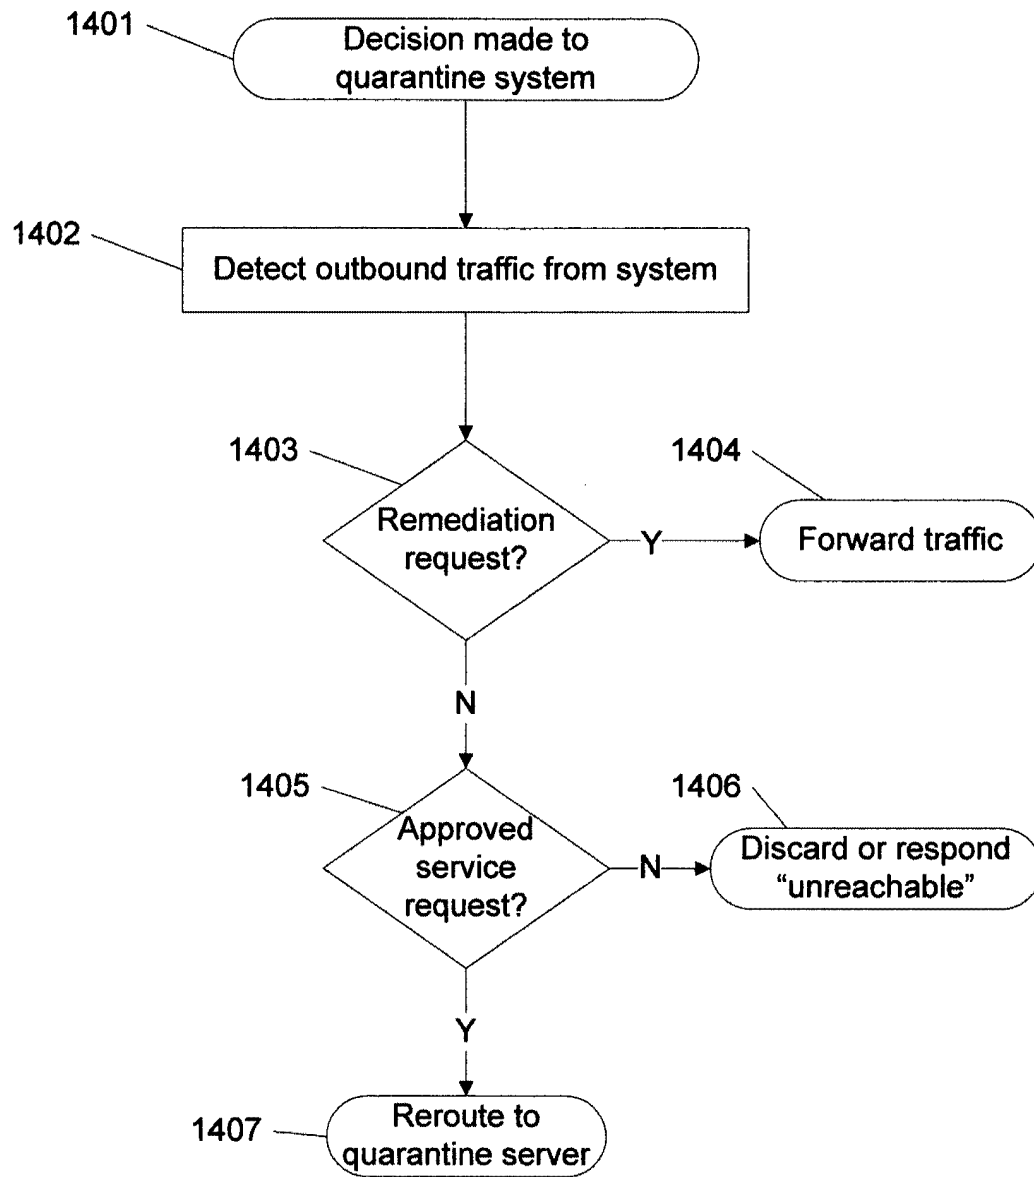 1401
Decision made to
quarantine system
1402
Detect outbound traffic from system
1403
Remediation
request?
Y
1404
Forward traffic
N
1405
Approved
service
request?
N
1406
Discard or respond
“unreachable”
Y
1407
Reroute to
quarantine server